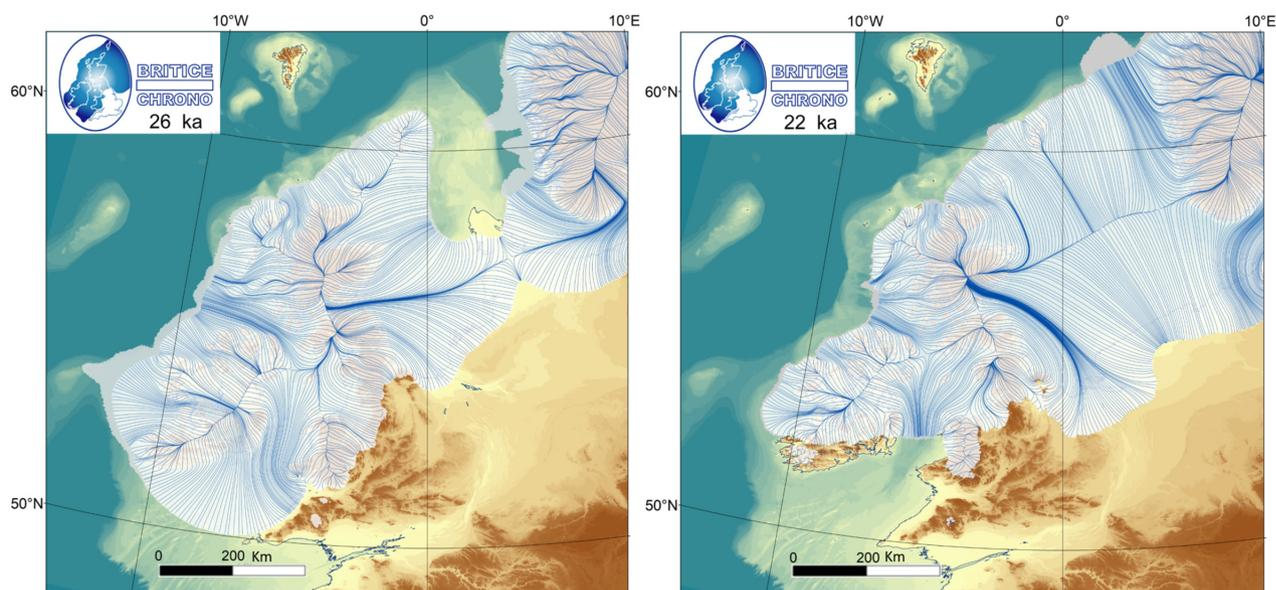 10°W 0° 10°E
BRITICE
CHRONO
26 ka
60°N
50°N
0 200 Km
10°W 0° 10°E
BRITICE
CHRONO
22 ka
60°N
50°N
0 200 Km